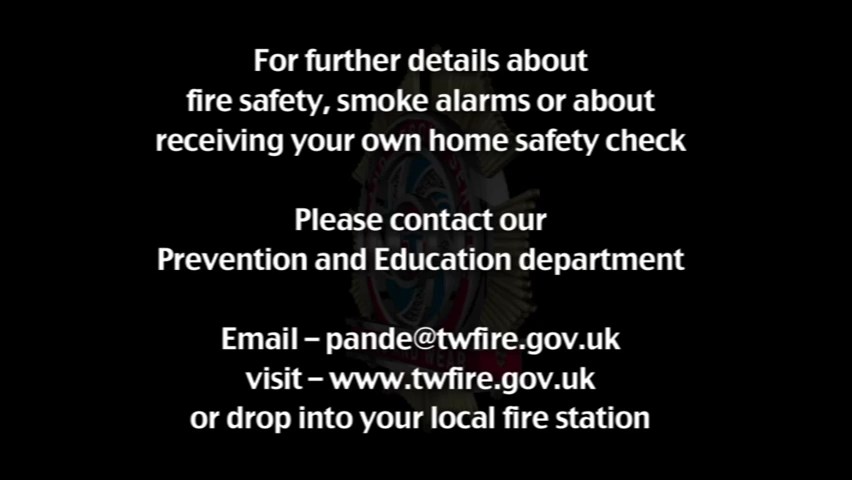 For further details about
fire safety, smoke alarms or about
receiving your own home safety check
Please contact our
Prevention and Education department
Email – pande@twfire.gov.uk
visit – www.twfire.gov.uk
or drop into your local fire station